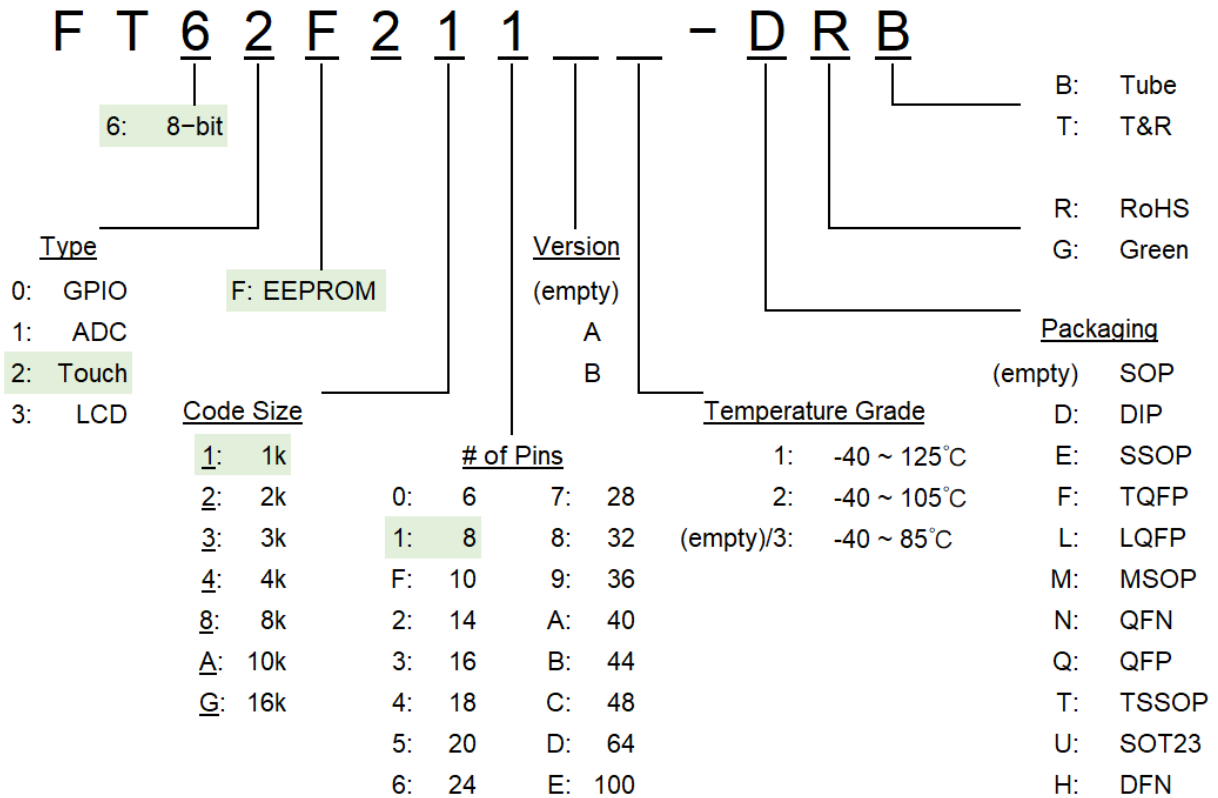 F T 6 2 F 2 1 1 _ _ - D R B
B: Tube
6: 8-bit
T: T&R
R: RoHS
G: Green
Type
Version
0: GPIO
F: EEPROM
(empty)
1: ADC
A
Packaging
2: Touch
B
(empty) SOP
3: LCD
Code Size
Temperature Grade
D: DIP
1: 1k
# of Pins
1: -40 ~ 125℃
E: SSOP
2: 2k
0: 6
7: 28
2: -40 ~ 105℃
F: TQFP
3: 3k
1: 8
8: 32
(empty)/3: -40 ~ 85℃
L: LQFP
4: 4k
F: 10
9: 36
M: MSOP
8: 8k
2: 14
A: 40
N: QFN
A: 10k
3: 16
B: 44
Q: QFP
G: 16k
4: 18
C: 48
T: TSSOP
5: 20
D: 64
U: SOT23
6: 24
E: 100
H: DFN